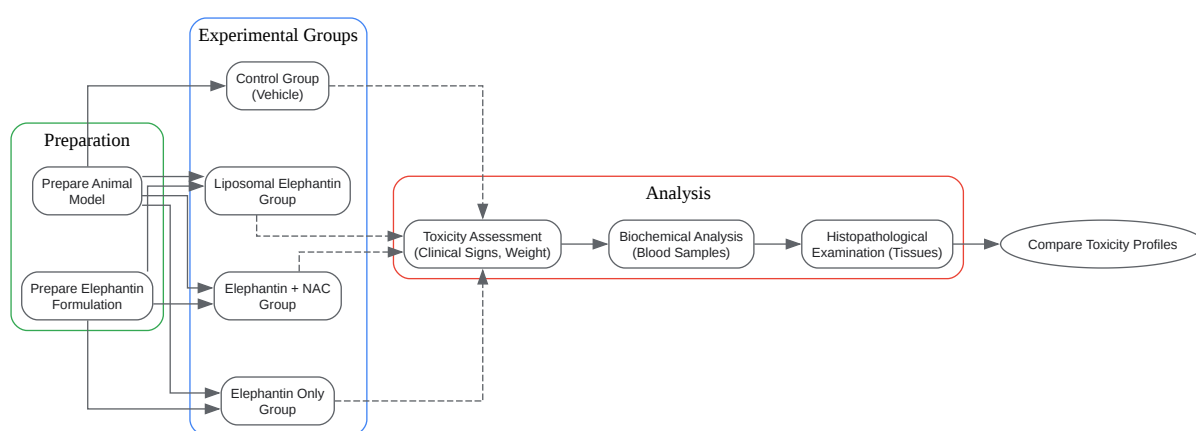 Experimental Groups
Control Group
(Vehicle)
Preparation
Prepare Animal
Model
Liposomal Elephantin
Group
Analysis
Toxicity Assessment
(Clinical Signs, Weight)
Biochemical Analysis
(Blood Samples)
Histopathological
Examination (Tissues)
Compare Toxicity Profiles
Prepare Elephantin
Formulation
Elephantin + NAC
Group
Elephantin Only
Group